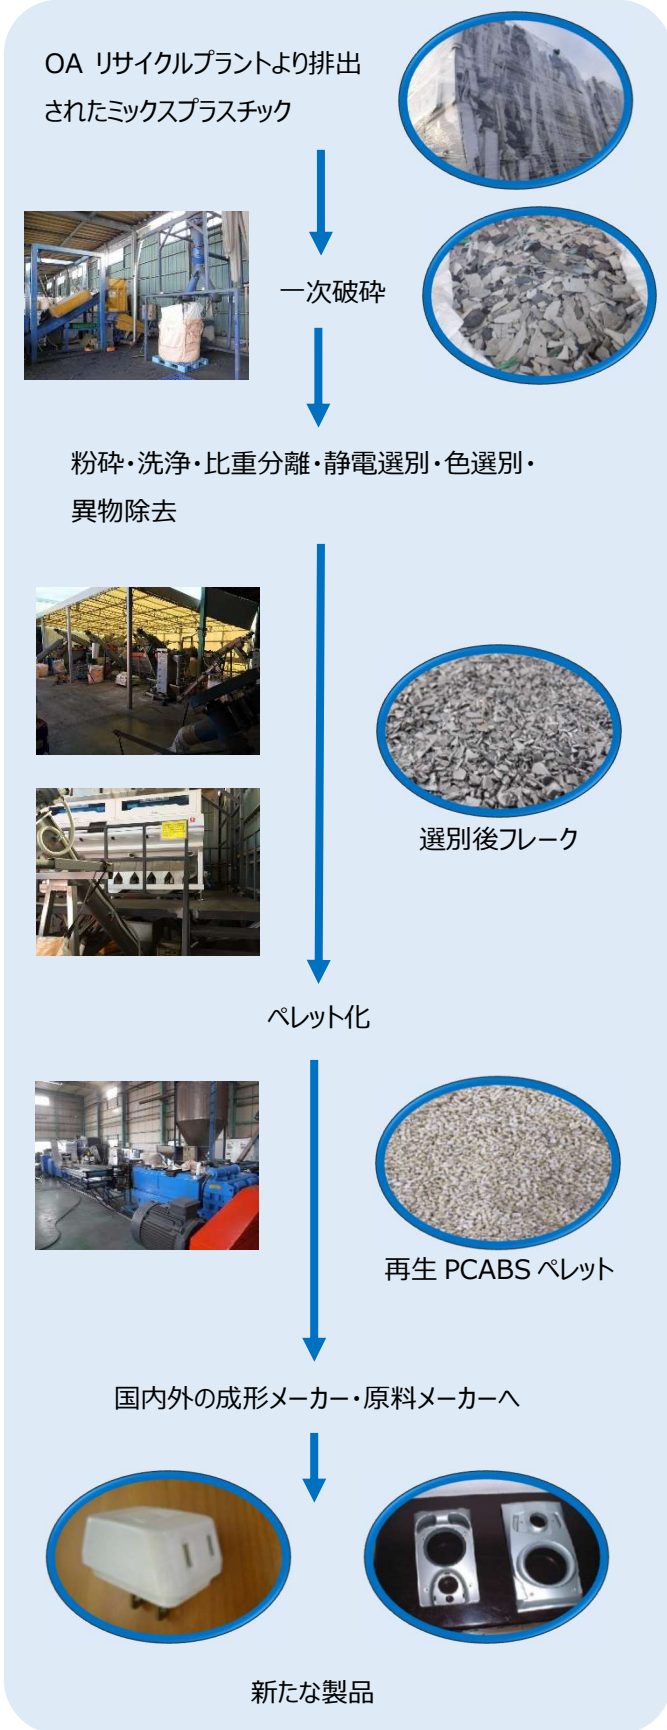 OA リサイクルプラントより排出
されたミックスプラスチック
一次破砕
粉砕・洗浄・比重分離・静電選別・色選別・
異物除去
選別後フレーク
ペレット化
再生 PCABS ペレット
国内外の成形メーカー・原料メーカーへ
新たな製品